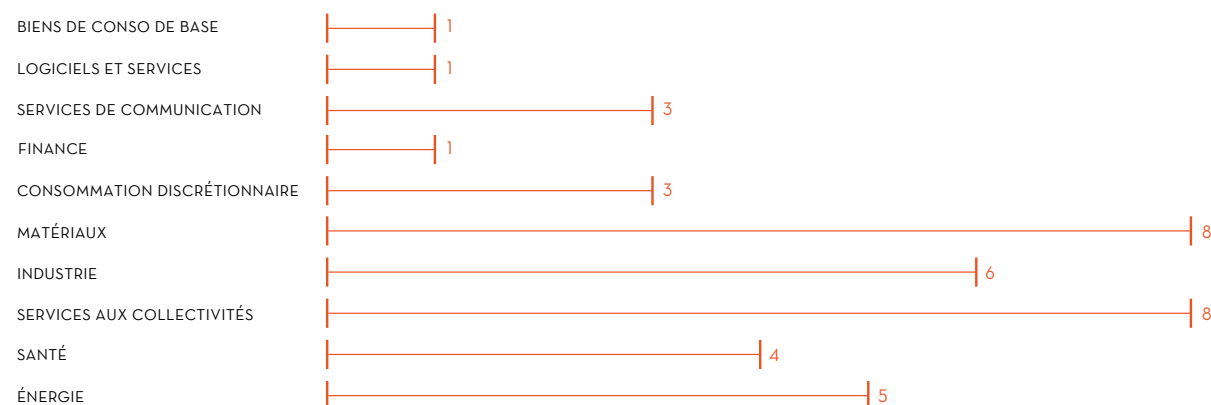 BIENS DE CONSO DE BASE 1
LOGICIELS ET SERVICES 1
SERVICES DE COMMUNICATION 3
FINANCE 1
CONSOMMATION DISCRÉTIONNAIRE 3
MATÉRIAUX 8
INDUSTRIE 6
SERVICES AUX COLLECTIVITÉS 8
SANTÉ 4
ÉNERGIE 5